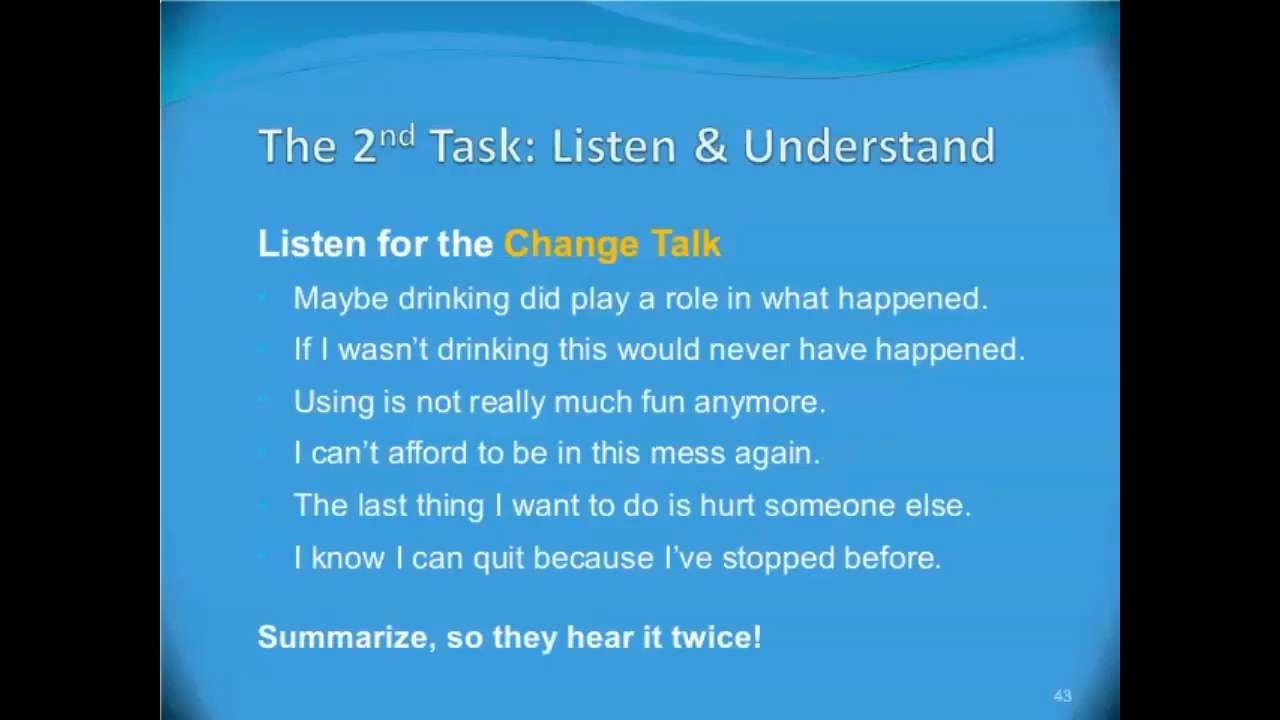 The 2nd Task: Listen & Understand
Listen for the Change Talk
Maybe drinking did play a role in what happened.
If I wasn’t drinking this would never have happened.
Using is not really much fun anymore.
I can’t afford to be in this mess again.
The last thing I want to do is hurt someone else.
I know I can quit because I’ve stopped before.
Summarize, so they hear it twice!
43